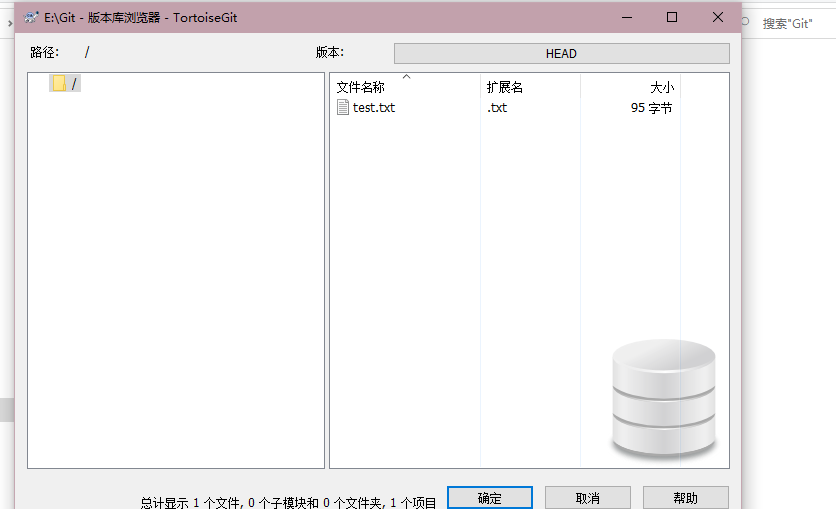 E:\Git - 版本库浏览器 - TortoiseGit
搜索"Git"
路径: /
版本: HEAD
/
文件名称 扩展名 大小
test.txt .txt 95 字节
总计显示 1 个文件, 0 个子模块和 0 个文件夹, 1 个项目
确定 取消 帮助